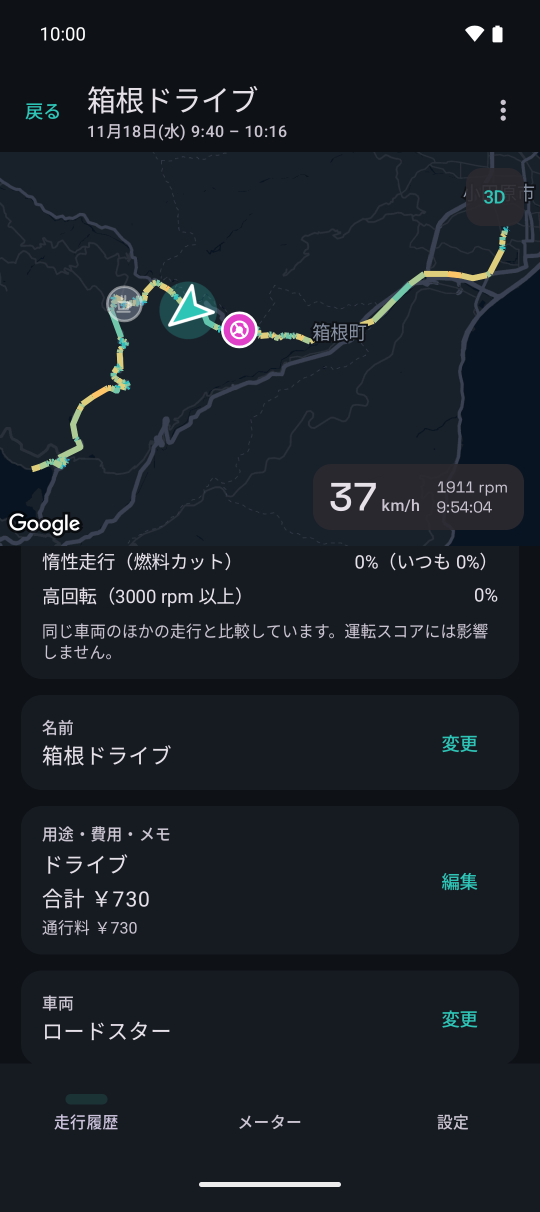 10:00
戻る
箱根ドライブ
11月18日(水) 9:40 – 10:16
小田原市
3D
箱根町
37 km/h
1911 rpm
9:54:04
Google
惰性走行（燃料カット） 0%（いつも 0%）
高回転（3000 rpm 以上） 0%
同じ車両のほかの走行と比較しています。運転スコアには影響
しません。
名前
箱根ドライブ
変更
用途・費用・メモ
ドライブ
合計 ￥730
通行料 ￥730
編集
車両
ロードスター
変更
走行履歴
メーター
設定